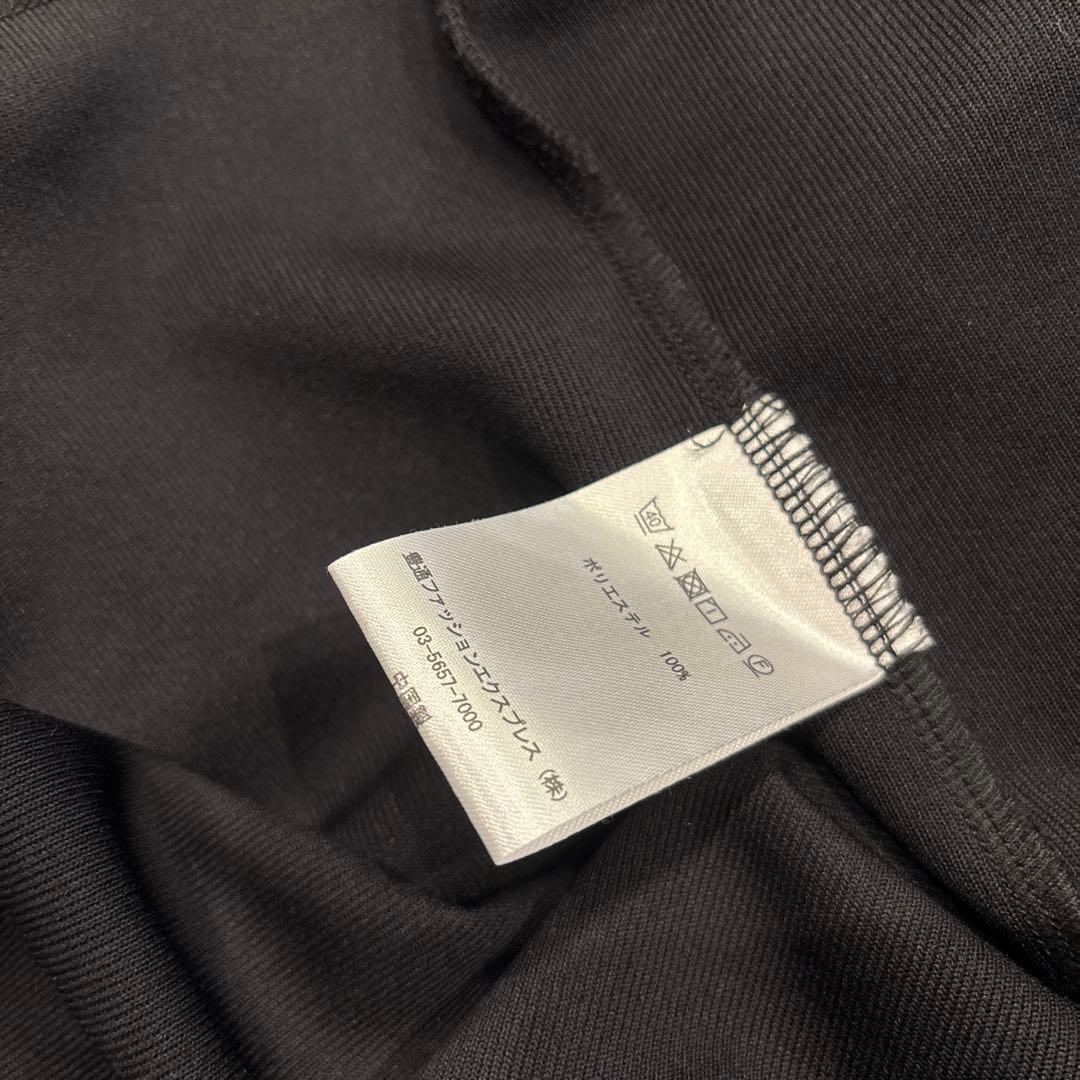 40
F
ポリエステル 100%
豊通ファッションエクスプレス (株)
03-5657-7000
中国製